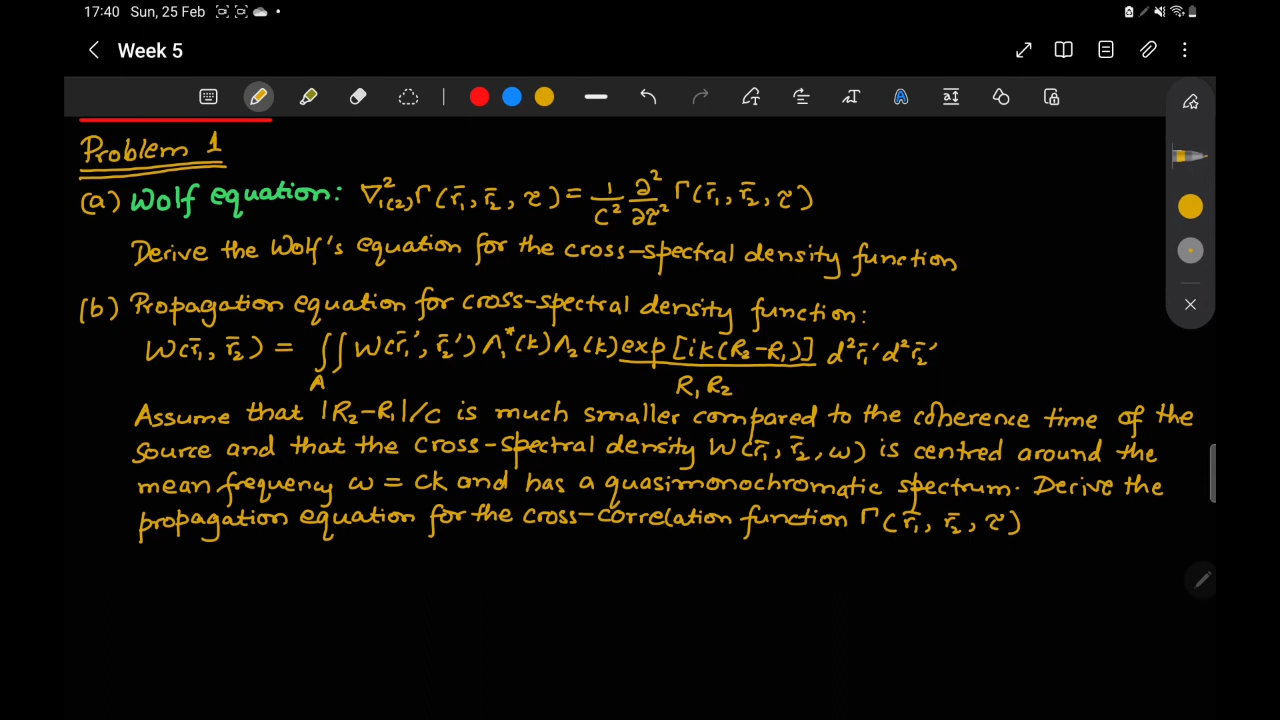 17:40 Sun, 25 Feb
Week 5
Problem 1
(a) Wolf equation: ∇²₁₍₂₎Γ(r̄₁, r̄₂, τ) = 1/c² ∂²/∂τ² Γ(r̄₁, r̄₂, τ)
Derive the Wolf's equation for the cross-spectral density function
(b) Propagation equation for cross-spectral density function:
W(r̄₁, r̄₂) = ∬_A W(r̄₁′, r̄₂′) Λ₁*(k) Λ₂(k) exp[ik(R₂-R₁)]/R₁R₂ d²r̄₁′ d²r̄₂′
Assume that |R₂-R₁|/c is much smaller compared to the coherence time of the
source and that the cross-spectral density W(r̄₁, r̄₂, ω) is centred around the
mean frequency ω = ck and has a quasimonochromatic spectrum. Derive the
propagation equation for the cross-correlation function Γ(r̄₁, r̄₂, τ)